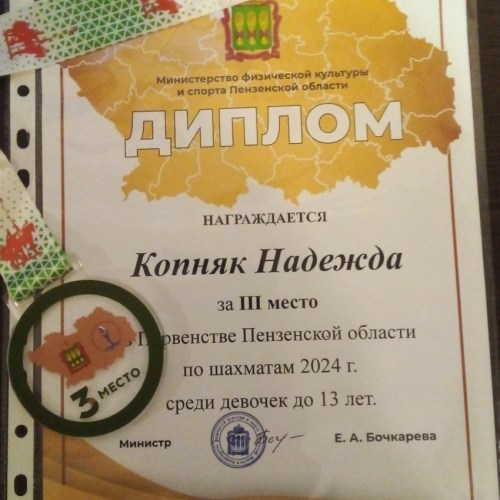 Министерство физической культуры
и спорта Пензенской области
ДИПЛОМ
НАГРАЖДАЕТСЯ
Копняк Надежда
за III место
Первенстве Пензенской области
по шахматам 2024 г.
среди девочек до 13 лет.
3 МЕСТО
Министр
Е. А. Бочкарева